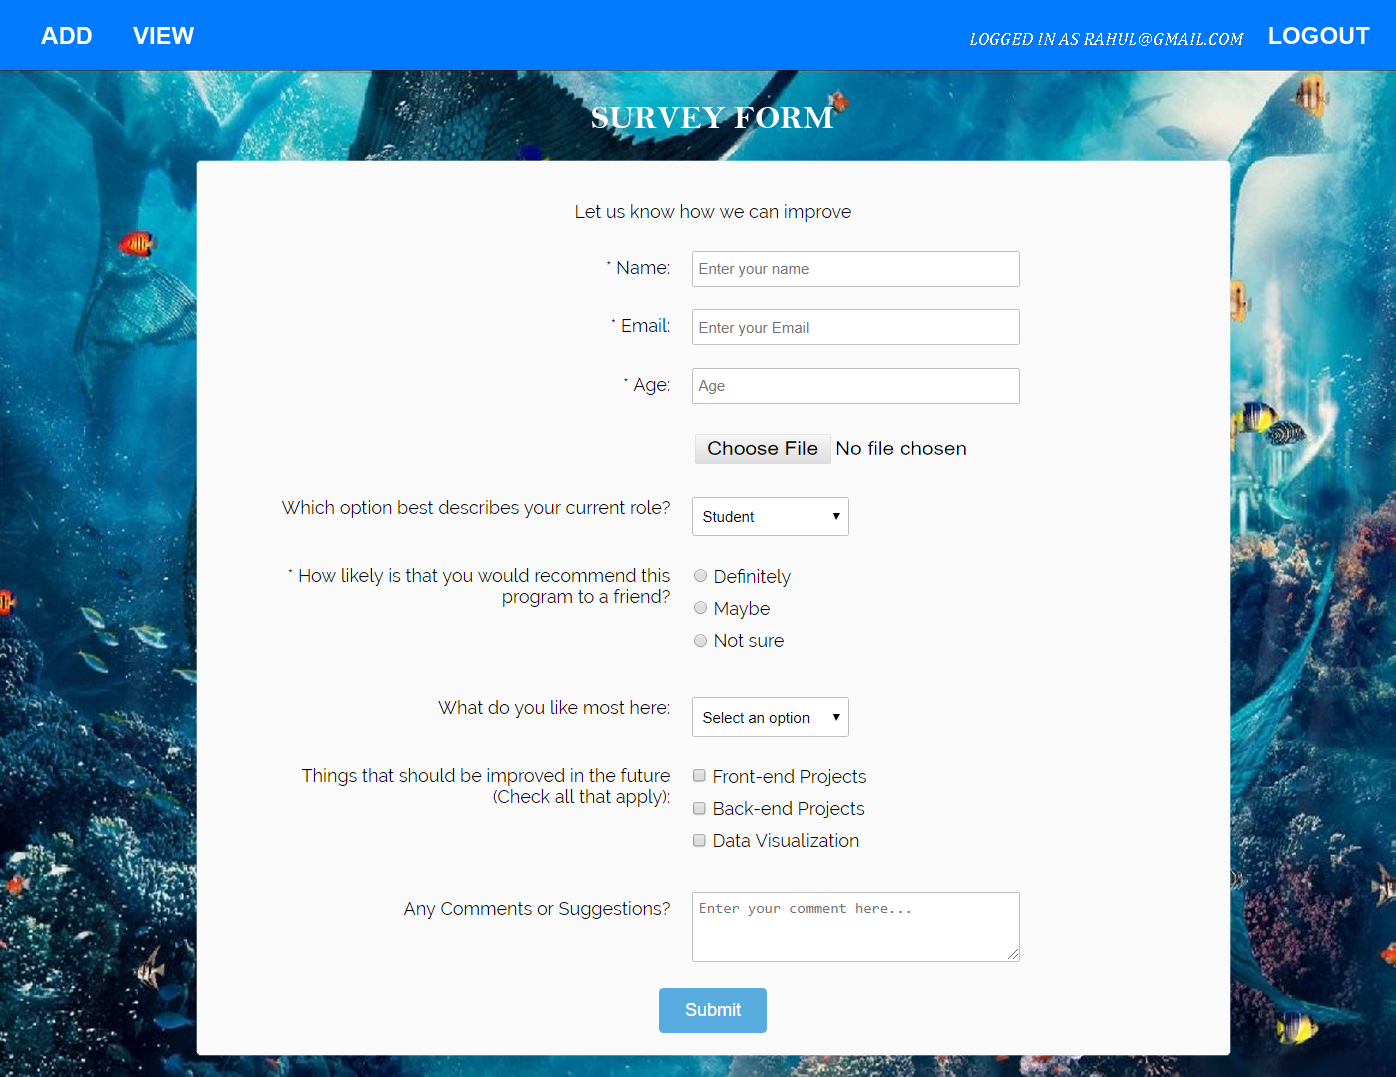 ADD VIEW LOGGED IN AS RAHUL@GMAIL.COM LOGOUT
SURVEY FORM
Let us know how we can improve
* Name: Enter your name
* Email: Enter your Email
* Age: Age
Choose File No file chosen
Which option best describes your current role? Student
* How likely is that you would recommend this
program to a friend?
Definitely
Maybe
Not sure
What do you like most here: Select an option
Things that should be improved in the future
(Check all that apply):
Front-end Projects
Back-end Projects
Data Visualization
Any Comments or Suggestions? Enter your comment here...
Submit